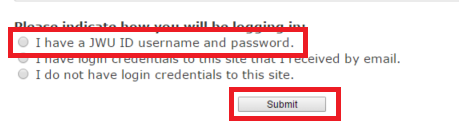 Please indicate how you will be logging in:
I have a JWU ID username and password.
I have login credentials to this site that I received by email.
I do not have login credentials to this site.
Submit